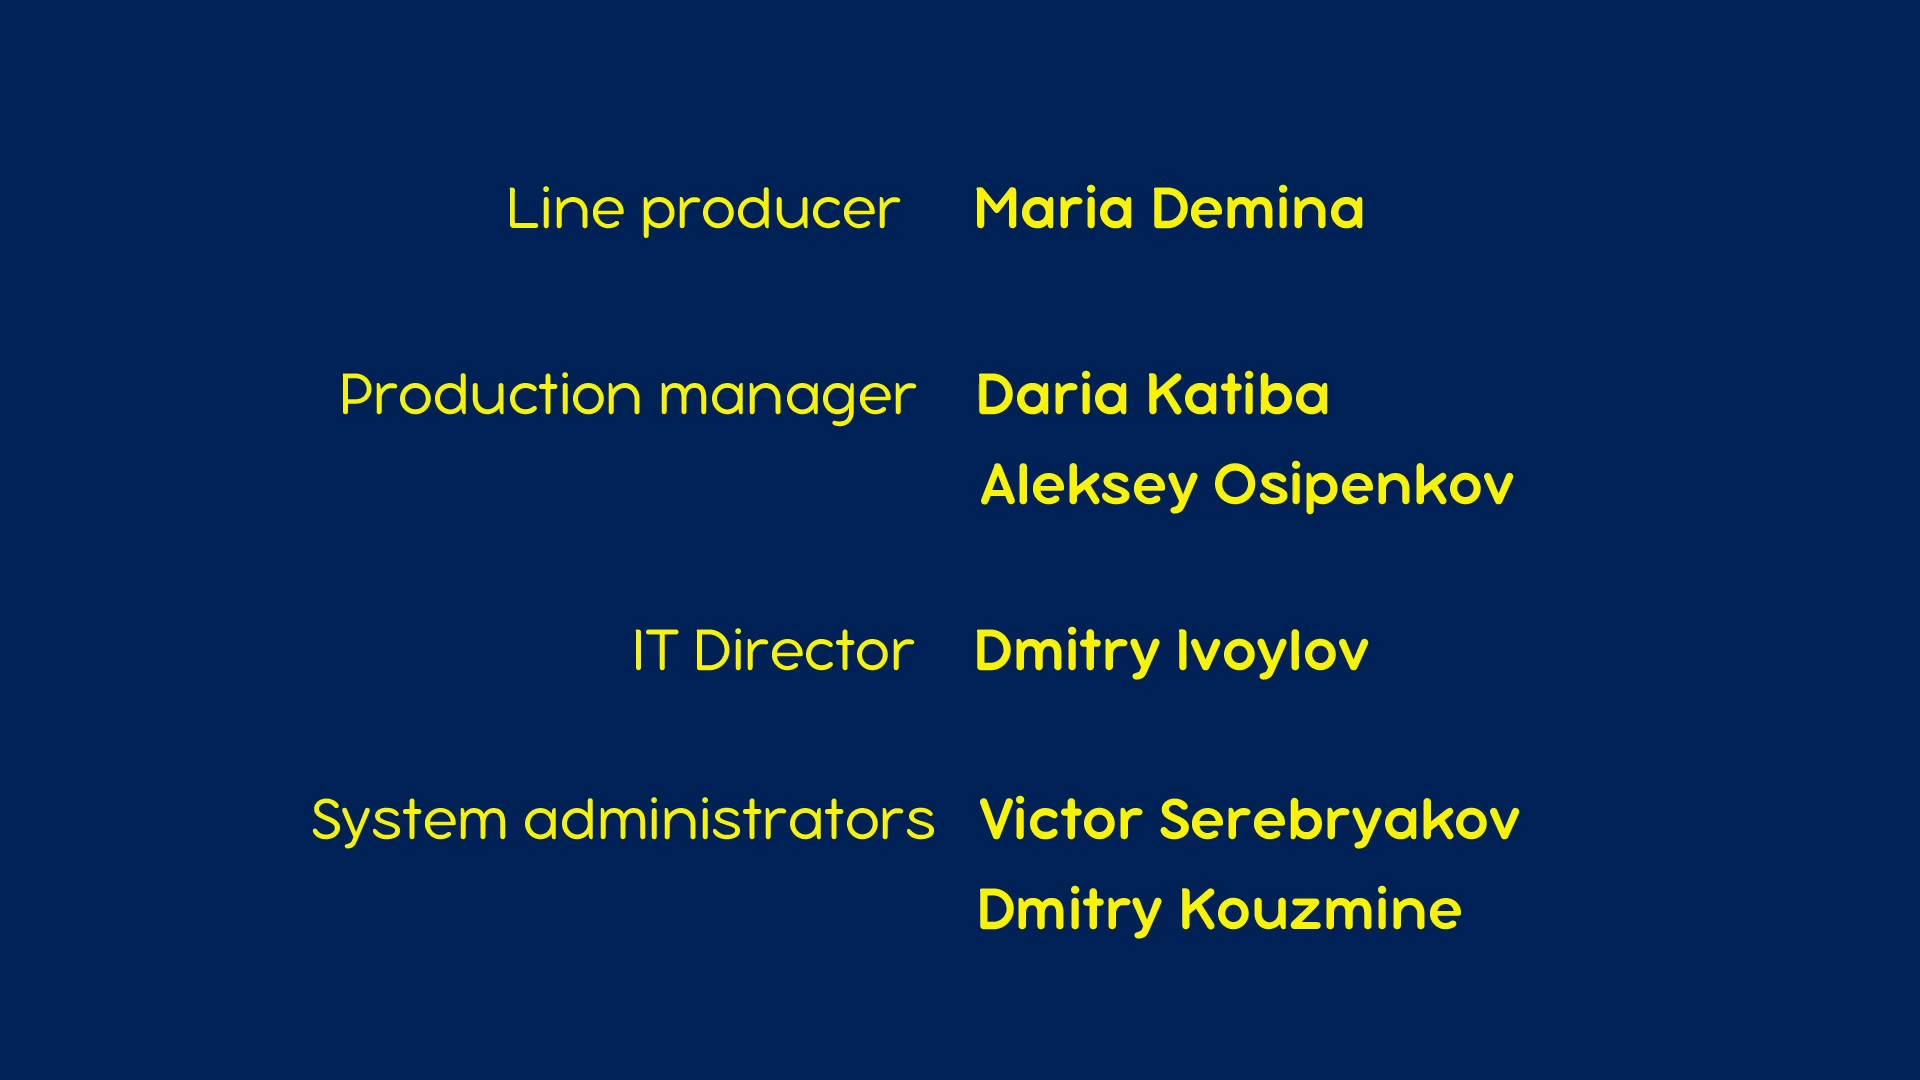 Line producer Maria Demina
Production manager Daria Katiba
Aleksey Osipenkov
IT Director Dmitry Ivoylov
System administrators Victor Serebryakov
Dmitry Kouzmine